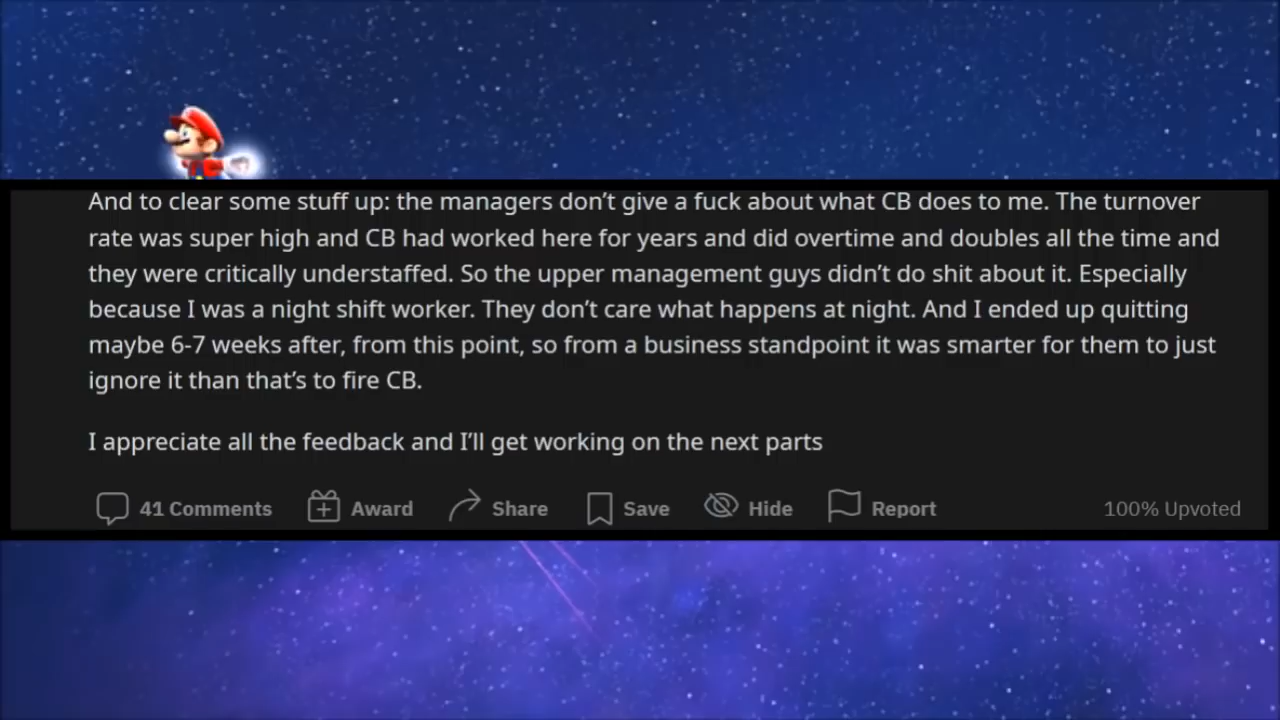 And to clear some stuff up: the managers don’t give a fuck about what CB does to me. The turnover
rate was super high and CB had worked here for years and did overtime and doubles all the time and
they were critically understaffed. So the upper management guys didn’t do shit about it. Especially
because I was a night shift worker. They don’t care what happens at night. And I ended up quitting
maybe 6-7 weeks after, from this point, so from a business standpoint it was smarter for them to just
ignore it than that’s to fire CB.
I appreciate all the feedback and I’ll get working on the next parts
41 Comments Award Share Save Hide Report 100% Upvoted